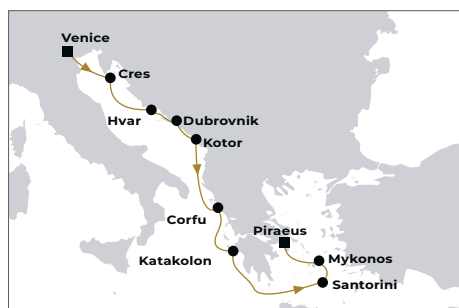 Venice
Cres
Hvar
Dubrovnik
Kotor
Corfu
Piraeus
Katakolon
Mykonos
Santorini